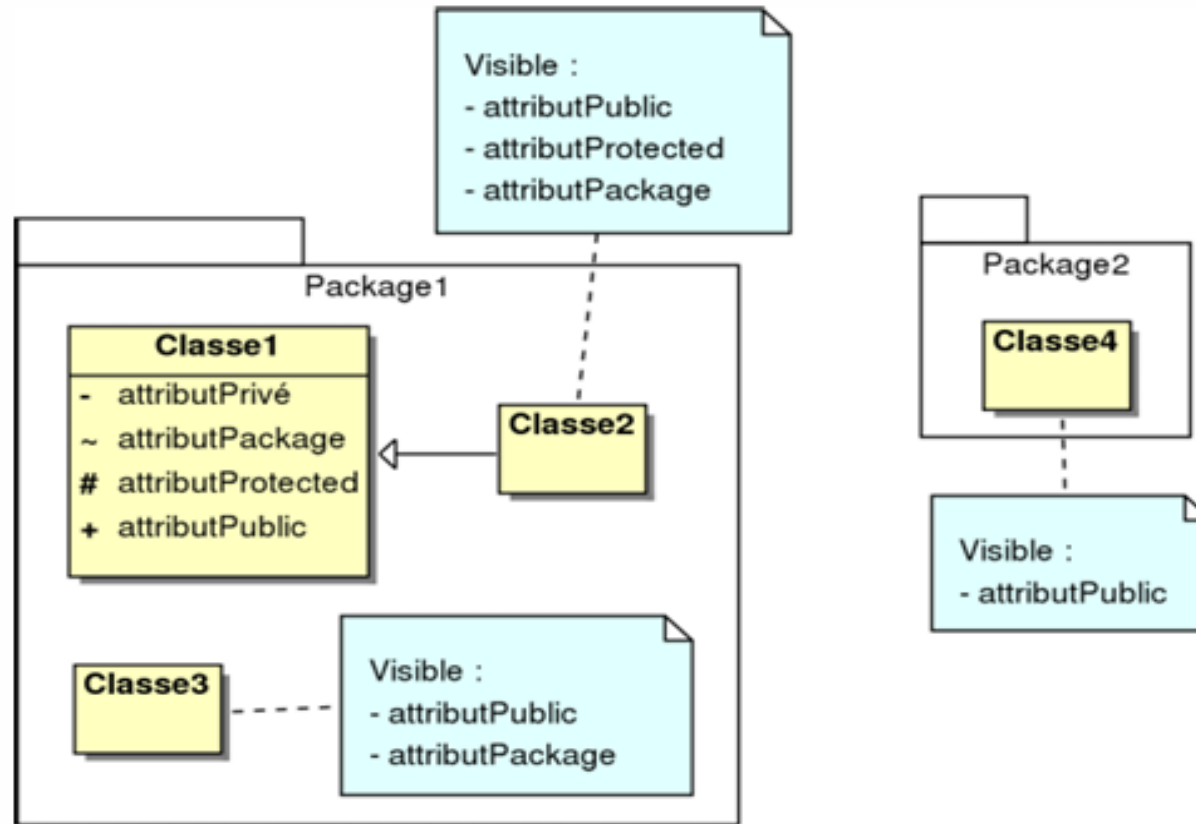 Visible :
- attributPublic
- attributProtected
- attributPackage
Package1
Classe1
- attributPrivé
~ attributPackage
# attributProtected
+ attributPublic
Classe2
Classe3
Visible :
- attributPublic
- attributPackage
Package2
Classe4
Visible :
- attributPublic